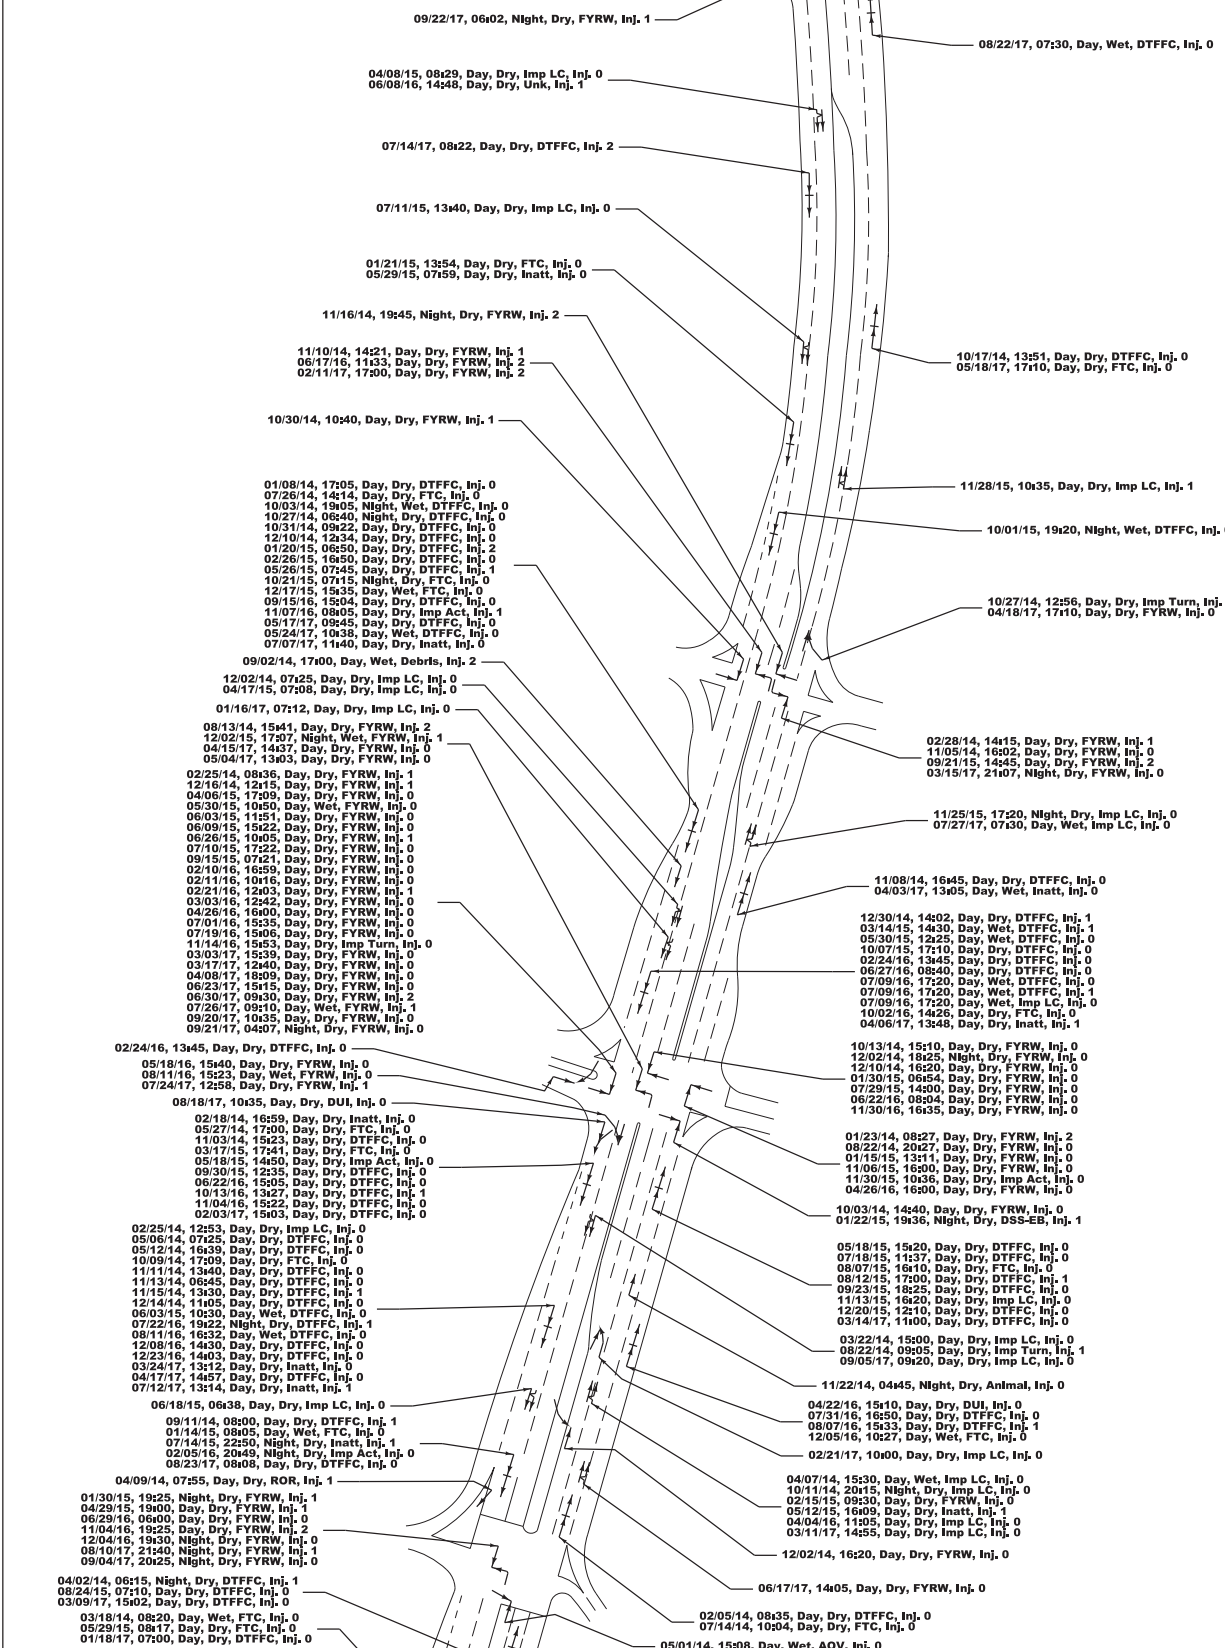 09/22/17, 06:02, Night, Dry, FYRW, Inj. 1
08/22/17, 07:30, Day, Wet, DTFFC, Inj. 0
04/08/15, 08:29, Day, Dry, Imp LC, Inj. 0
06/08/16, 14:48, Day, Dry, Unk, Inj. 1
07/14/17, 08:22, Day, Dry, DTFFC, Inj. 2
07/11/15, 13:40, Day, Dry, Imp LC, Inj. 0
01/21/15, 13:54, Day, Dry, FTC, Inj. 0
05/29/15, 07:59, Day, Dry, Inatt, Inj. 0
11/16/14, 19:45, Night, Dry, FYRW, Inj. 2
11/10/14, 14:21, Day, Dry, FYRW, Inj. 1
06/17/16, 11:33, Day, Dry, FYRW, Inj. 2
02/11/17, 17:00, Day, Dry, FYRW, Inj. 2
10/30/14, 10:40, Day, Dry, FYRW, Inj. 1
01/08/14, 17:05, Day, Dry, DTFFC, Inj. 0
07/26/14, 14:14, Day, Dry, FTC, Inj. 0
10/03/14, 19:05, Night, Wet, DTFFC, Inj. 0
10/27/14, 06:40, Night, Dry, DTFFC, Inj. 0
10/31/14, 09:22, Day, Dry, DTFFC, Inj. 0
12/10/14, 12:34, Day, Dry, DTFFC, Inj. 0
01/20/15, 06:50, Day, Dry, DTFFC, Inj. 2
02/26/15, 16:50, Day, Dry, DTFFC, Inj. 0
05/26/15, 07:45, Day, Dry, DTFFC, Inj. 1
10/21/15, 07:15, Night, Dry, FTC, Inj. 0
12/17/15, 15:35, Day, Wet, FTC, Inj. 0
09/15/16, 15:04, Day, Dry, DTFFC, Inj. 0
11/07/16, 08:05, Day, Dry, Imp Act, Inj. 1
05/17/17, 09:45, Day, Dry, DTFFC, Inj. 0
05/24/17, 10:38, Day, Wet, DTFFC, Inj. 0
07/07/17, 11:40, Day, Dry, Inatt, Inj. 0
09/02/14, 17:00, Day, Wet, Debris, Inj. 2
12/02/14, 07:25, Day, Dry, Imp LC, Inj. 0
04/17/15, 07:08, Day, Dry, Imp LC, Inj. 0
01/16/17, 07:12, Day, Dry, Imp LC, Inj. 0
08/13/14, 15:41, Day, Dry, FYRW, Inj. 2
12/02/15, 17:07, Night, Wet, FYRW, Inj. 1
04/15/17, 14:37, Day, Dry, FYRW, Inj. 0
05/04/17, 13:03, Day, Dry, FYRW, Inj. 0
02/25/14, 08:36, Day, Dry, FYRW, Inj. 1
12/16/14, 12:15, Day, Dry, FYRW, Inj. 1
04/06/15, 17:09, Day, Dry, FYRW, Inj. 0
05/30/15, 10:50, Day, Wet, FYRW, Inj. 0
06/03/15, 11:51, Day, Dry, FYRW, Inj. 0
06/09/15, 15:22, Day, Dry, FYRW, Inj. 0
06/26/15, 10:05, Day, Dry, FYRW, Inj. 1
07/10/15, 17:22, Day, Dry, FYRW, Inj. 0
09/15/15, 07:21, Day, Dry, FYRW, Inj. 0
02/10/16, 16:59, Day, Dry, FYRW, Inj. 0
02/11/16, 10:16, Day, Dry, FYRW, Inj. 0
02/21/16, 12:03, Day, Dry, FYRW, Inj. 1
03/03/16, 12:42, Day, Dry, FYRW, Inj. 0
04/26/16, 16:00, Day, Dry, FYRW, Inj. 0
07/01/16, 15:35, Day, Dry, FYRW, Inj. 0
07/19/16, 15:06, Day, Dry, FYRW, Inj. 0
11/14/16, 15:53, Day, Dry, Imp Turn, Inj. 0
03/03/17, 15:39, Day, Dry, FYRW, Inj. 0
03/17/17, 12:40, Day, Dry, FYRW, Inj. 0
04/08/17, 18:09, Day, Dry, FYRW, Inj. 0
06/23/17, 15:15, Day, Dry, FYRW, Inj. 0
06/30/17, 09:30, Day, Dry, FYRW, Inj. 2
07/26/17, 09:10, Day, Wet, FYRW, Inj. 1
09/20/17, 10:35, Day, Dry, FYRW, Inj. 0
09/21/17, 04:07, Night, Dry, FYRW, Inj. 0
02/24/16, 13:45, Day, Dry, DTFFC, Inj. 0
05/18/16, 15:40, Day, Dry, FYRW, Inj. 0
08/11/16, 15:23, Day, Wet, FYRW, Inj. 0
07/24/17, 12:58, Day, Dry, FYRW, Inj. 1
08/18/17, 10:35, Day, Dry, DUI, Inj. 0
02/18/14, 16:59, Day, Dry, Inatt, Inj. 0
05/27/14, 17:00, Day, Dry, FTC, Inj. 0
11/03/14, 15:23, Day, Dry, DTFFC, Inj. 0
03/17/15, 17:41, Day, Dry, FTC, Inj. 0
05/18/15, 14:50, Day, Dry, Imp Act, Inj. 0
09/30/15, 12:35, Day, Dry, DTFFC, Inj. 0
06/22/16, 15:05, Day, Dry, DTFFC, Inj. 0
10/13/16, 13:27, Day, Dry, DTFFC, Inj. 1
11/04/16, 15:22, Day, Dry, DTFFC, Inj. 0
02/03/17, 15:03, Day, Dry, DTFFC, Inj. 0
02/25/14, 12:53, Day, Dry, Imp LC, Inj. 0
05/06/14, 07:25, Day, Dry, DTFFC, Inj. 0
05/12/14, 16:39, Day, Dry, DTFFC, Inj. 0
10/09/14, 17:09, Day, Dry, FTC, Inj. 0
11/11/14, 13:40, Day, Dry, DTFFC, Inj. 0
11/13/14, 06:45, Day, Dry, DTFFC, Inj. 0
11/15/14, 13:30, Day, Dry, DTFFC, Inj. 1
12/14/14, 11:05, Day, Dry, DTFFC, Inj. 0
06/03/15, 10:30, Day, Wet, DTFFC, Inj. 0
07/22/16, 19:22, Night, Dry, DTFFC, Inj. 1
08/11/16, 16:32, Day, Wet, DTFFC, Inj. 0
12/08/16, 14:30, Day, Dry, DTFFC, Inj. 0
12/23/16, 14:03, Day, Dry, DTFFC, Inj. 0
03/24/17, 13:12, Day, Dry, Inatt, Inj. 0
04/17/17, 14:57, Day, Dry, DTFFC, Inj. 0
07/12/17, 13:14, Day, Dry, Inatt, Inj. 1
06/18/15, 06:38, Day, Dry, Imp LC, Inj. 0
09/11/14, 08:00, Day, Dry, DTFFC, Inj. 1
01/14/15, 08:05, Day, Wet, FTC, Inj. 0
07/14/15, 22:50, Night, Dry, Inatt, Inj. 1
02/05/16, 20:49, Night, Dry, Imp Act, Inj. 0
08/23/17, 08:08, Day, Dry, DTFFC, Inj. 0
04/09/14, 07:55, Day, Dry, ROR, Inj. 1
01/30/15, 19:25, Night, Dry, FYRW, Inj. 1
04/29/15, 19:00, Day, Dry, FYRW, Inj. 1
06/29/16, 06:00, Day, Dry, FYRW, Inj. 0
11/04/16, 19:25, Day, Dry, FYRW, Inj. 2
12/04/16, 19:30, Night, Dry, FYRW, Inj. 0
08/10/17, 21:40, Night, Dry, FYRW, Inj. 1
09/04/17, 20:25, Night, Dry, FYRW, Inj. 0
04/02/14, 06:15, Night, Dry, DTFFC, Inj. 1
08/24/15, 07:10, Day, Dry, DTFFC, Inj. 0
03/09/17, 15:02, Day, Dry, DTFFC, Inj. 0
03/18/14, 08:20, Day, Wet, FTC, Inj. 0
05/29/15, 08:17, Day, Dry, FTC, Inj. 0
01/18/17, 07:00, Day, Dry, DTFFC, Inj. 0
10/17/14, 13:51, Day, Dry, DTFFC, Inj. 0
05/18/17, 17:10, Day, Dry, FTC, Inj. 0
11/28/15, 10:35, Day, Dry, Imp LC, Inj. 1
10/01/15, 19:20, Night, Wet, DTFFC, Inj.
10/27/14, 12:56, Day, Dry, Imp Turn, Inj.
04/18/17, 17:10, Day, Dry, FYRW, Inj. 0
02/28/14, 14:15, Day, Dry, FYRW, Inj. 1
11/05/14, 16:02, Day, Dry, FYRW, Inj. 0
09/21/15, 14:45, Day, Dry, FYRW, Inj. 2
03/15/17, 21:07, Night, Dry, FYRW, Inj. 0
11/25/15, 17:20, Night, Dry, Imp LC, Inj. 0
07/27/17, 07:30, Day, Wet, Imp LC, Inj. 0
11/08/14, 16:45, Day, Dry, DTFFC, Inj. 0
04/03/17, 13:05, Day, Wet, Inatt, Inj. 0
12/30/14, 14:02, Day, Dry, DTFFC, Inj. 1
03/14/15, 14:30, Day, Wet, DTFFC, Inj. 1
05/30/15, 12:25, Day, Wet, DTFFC, Inj. 0
10/07/15, 17:10, Day, Dry, DTFFC, Inj. 0
02/24/16, 13:45, Day, Dry, DTFFC, Inj. 0
06/27/16, 08:40, Day, Dry, DTFFC, Inj. 0
07/09/16, 17:20, Day, Wet, DTFFC, Inj. 0
07/09/16, 17:20, Day, Wet, DTFFC, Inj. 1
07/09/16, 17:20, Day, Wet, Imp LC, Inj. 0
10/02/16, 14:26, Day, Dry, FTC, Inj. 0
04/06/17, 13:48, Day, Dry, Inatt, Inj. 1
10/13/14, 15:10, Day, Dry, FYRW, Inj. 0
12/02/14, 18:25, Night, Dry, FYRW, Inj. 0
12/10/14, 16:20, Day, Dry, FYRW, Inj. 0
01/30/15, 06:54, Day, Dry, FYRW, Inj. 0
07/29/15, 14:00, Day, Dry, FYRW, Inj. 0
06/22/16, 08:04, Day, Dry, FYRW, Inj. 0
11/30/16, 16:35, Day, Dry, FYRW, Inj. 0
01/23/14, 08:27, Day, Dry, FYRW, Inj. 2
08/22/14, 20:27, Day, Dry, FYRW, Inj. 0
01/15/15, 13:11, Day, Dry, FYRW, Inj. 0
11/06/15, 16:00, Day, Dry, FYRW, Inj. 0
11/30/15, 10:36, Day, Dry, Imp Act, Inj. 0
04/26/16, 16:00, Day, Dry, FYRW, Inj. 0
10/03/14, 14:40, Day, Dry, FYRW, Inj. 0
01/22/15, 19:36, Night, Dry, DSS-EB, Inj. 1
05/18/15, 15:20, Day, Dry, DTFFC, Inj. 0
07/18/15, 11:37, Day, Dry, DTFFC, Inj. 0
08/07/15, 16:10, Day, Dry, FTC, Inj. 0
08/12/15, 17:00, Day, Dry, DTFFC, Inj. 1
09/23/15, 18:25, Day, Dry, DTFFC, Inj. 0
11/13/15, 16:20, Day, Dry, Imp LC, Inj. 0
12/20/15, 12:10, Day, Dry, DTFFC, Inj. 0
03/14/17, 11:00, Day, Dry, DTFFC, Inj. 0
03/22/14, 15:00, Day, Dry, Imp LC, Inj. 0
08/22/14, 09:05, Day, Dry, Imp Turn, Inj. 1
09/05/17, 09:20, Day, Dry, Imp LC, Inj. 0
11/22/14, 04:45, Night, Dry, Animal, Inj. 0
04/22/16, 15:10, Day, Dry, DUI, Inj. 0
07/31/16, 16:50, Day, Dry, DTFFC, Inj. 0
08/07/16, 15:33, Day, Dry, DTFFC, Inj. 1
12/05/16, 10:27, Day, Wet, FTC, Inj. 0
02/21/17, 10:00, Day, Dry, Imp LC, Inj. 0
04/07/14, 15:30, Day, Wet, Imp LC, Inj. 0
10/11/14, 20:15, Night, Dry, Imp LC, Inj. 0
02/15/15, 09:30, Day, Dry, FYRW, Inj. 0
05/12/15, 16:09, Day, Dry, Inatt, Inj. 1
04/04/16, 11:05, Day, Dry, Imp LC, Inj. 0
03/11/17, 14:55, Day, Dry, Imp LC, Inj. 0
12/02/14, 16:20, Day, Dry, FYRW, Inj. 0
06/17/17, 14:05, Day, Dry, FYRW, Inj. 0
02/05/14, 08:35, Day, Dry, DTFFC, Inj. 0
07/14/14, 10:04, Day, Dry, FTC, Inj. 0
05/01/14, 15:08, Day, Wet, AOV, Inj. 0